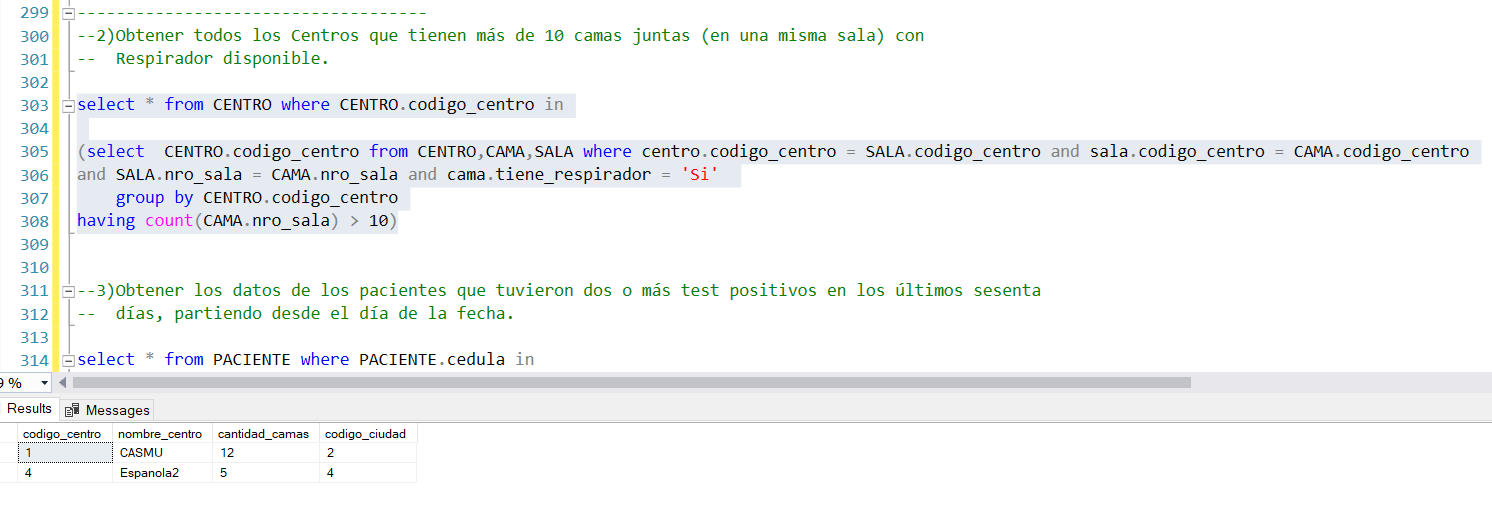 299 -------------------------------------
300 --2)Obtener todos los Centros que tienen más de 10 camas juntas (en una misma sala) con
301 --  Respirador disponible.
302
303 select * from CENTRO where CENTRO.codigo_centro in
304
305 (select  CENTRO.codigo_centro from CENTRO,CAMA,SALA where centro.codigo_centro = SALA.codigo_centro and sala.codigo_centro = CAMA.codigo_centro
306 and SALA.nro_sala = CAMA.nro_sala and cama.tiene_respirador = 'Si'
307     group by CENTRO.codigo_centro
308 having count(CAMA.nro_sala) > 10)
309
310
311 --3)Obtener los datos de los pacientes que tuvieron dos o más test positivos en los últimos sesenta
312 --  días, partiendo desde el día de la fecha.
313
314 select * from PACIENTE where PACIENTE.cedula in
9 %
Results Messages
codigo_centro nombre_centro cantidad_camas codigo_ciudad
1 CASMU 12 2
4 Espanola2 5 4